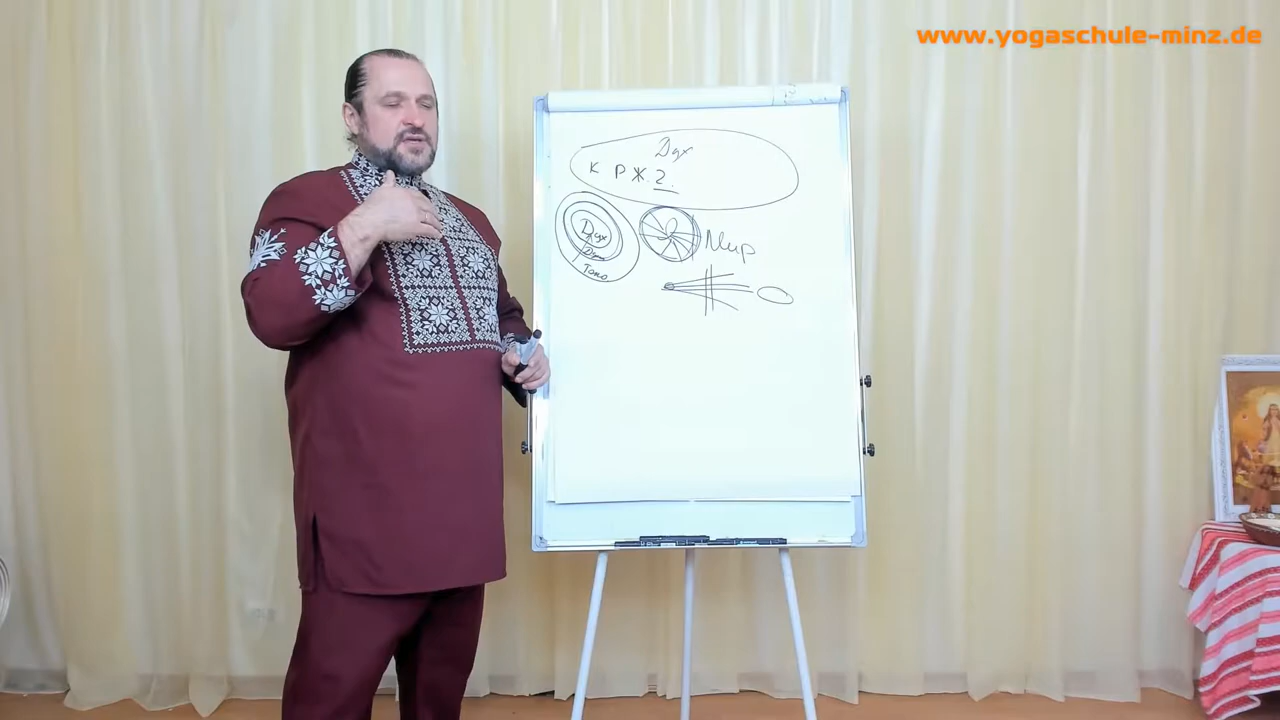 www.yogaschule-minz.de
Дух
К Р Ж 2.
Дух
Мир
Тело